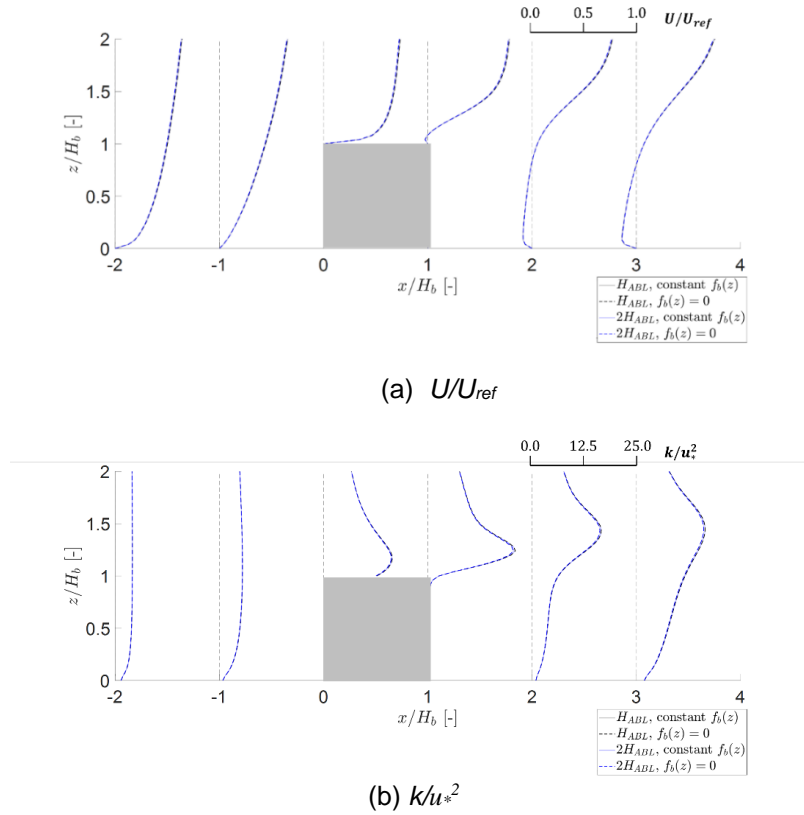 0.0 0.5 1.0 U/U_ref
2
1.5
1
0.5
0
z/H_b [-]
-2 -1 0 1 2 3 4
x/H_b [-]
H_ABL, constant f_b(z)
H_ABL, f_b(z) = 0
2H_ABL, constant f_b(z)
2H_ABL, f_b(z) = 0
(a) U/U_ref
0.0 12.5 25.0 k/u_*^2
2
1.5
1
0.5
0
z/H_b [-]
-2 -1 0 1 2 3 4
x/H_b [-]
H_ABL, constant f_b(z)
H_ABL, f_b(z) = 0
2H_ABL, constant f_b(z)
2H_ABL, f_b(z) = 0
(b) k/u_*^2